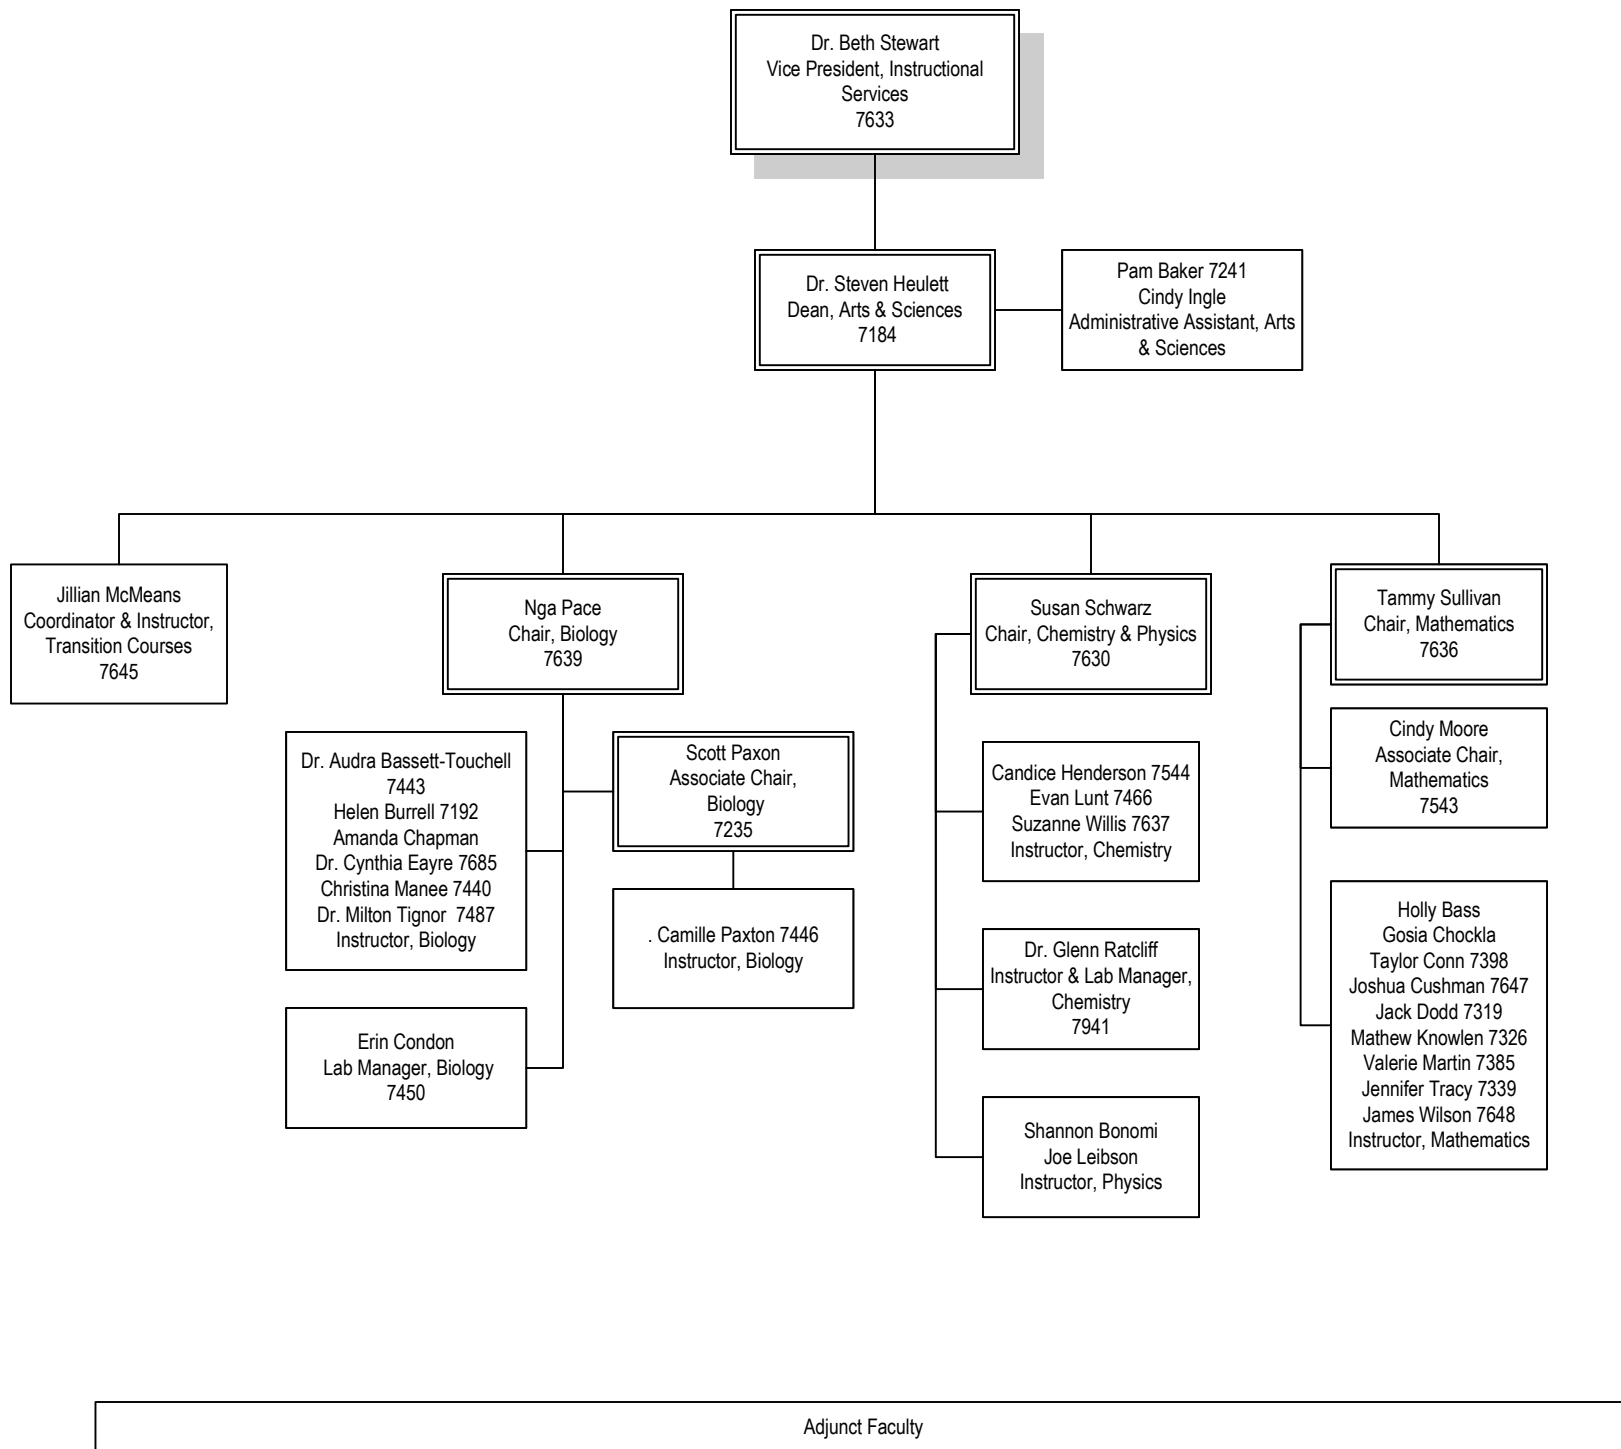 Dr. Beth Stewart
Vice President, Instructional
Services
7633
Dr. Steven Heulett
Dean, Arts & Sciences
7184
Pam Baker 7241
Cindy Ingle
Administrative Assistant, Arts
& Sciences
Jillian McMeans
Coordinator & Instructor,
Transition Courses
7645
Nga Pace
Chair, Biology
7639
Dr. Audra Bassett-Touchell
7443
Helen Burrell 7192
Amanda Chapman
Dr. Cynthia Eayre 7685
Christina Manee 7440
Dr. Milton Tignor  7487
Instructor, Biology
Erin Condon
Lab Manager, Biology
7450
Scott Paxon
Associate Chair,
Biology
7235
. Camille Paxton 7446
Instructor, Biology
Susan Schwarz
Chair, Chemistry & Physics
7630
Candice Henderson 7544
Evan Lunt 7466
Suzanne Willis 7637
Instructor, Chemistry
Dr. Glenn Ratcliff
Instructor & Lab Manager,
Chemistry
7941
Shannon Bonomi
Joe Leibson
Instructor, Physics
Tammy Sullivan
Chair, Mathematics
7636
Cindy Moore
Associate Chair,
Mathematics
7543
Holly Bass
Gosia Chockla
Taylor Conn 7398
Joshua Cushman 7647
Jack Dodd 7319
Mathew Knowlen 7326
Valerie Martin 7385
Jennifer Tracy 7339
James Wilson 7648
Instructor, Mathematics
Adjunct Faculty